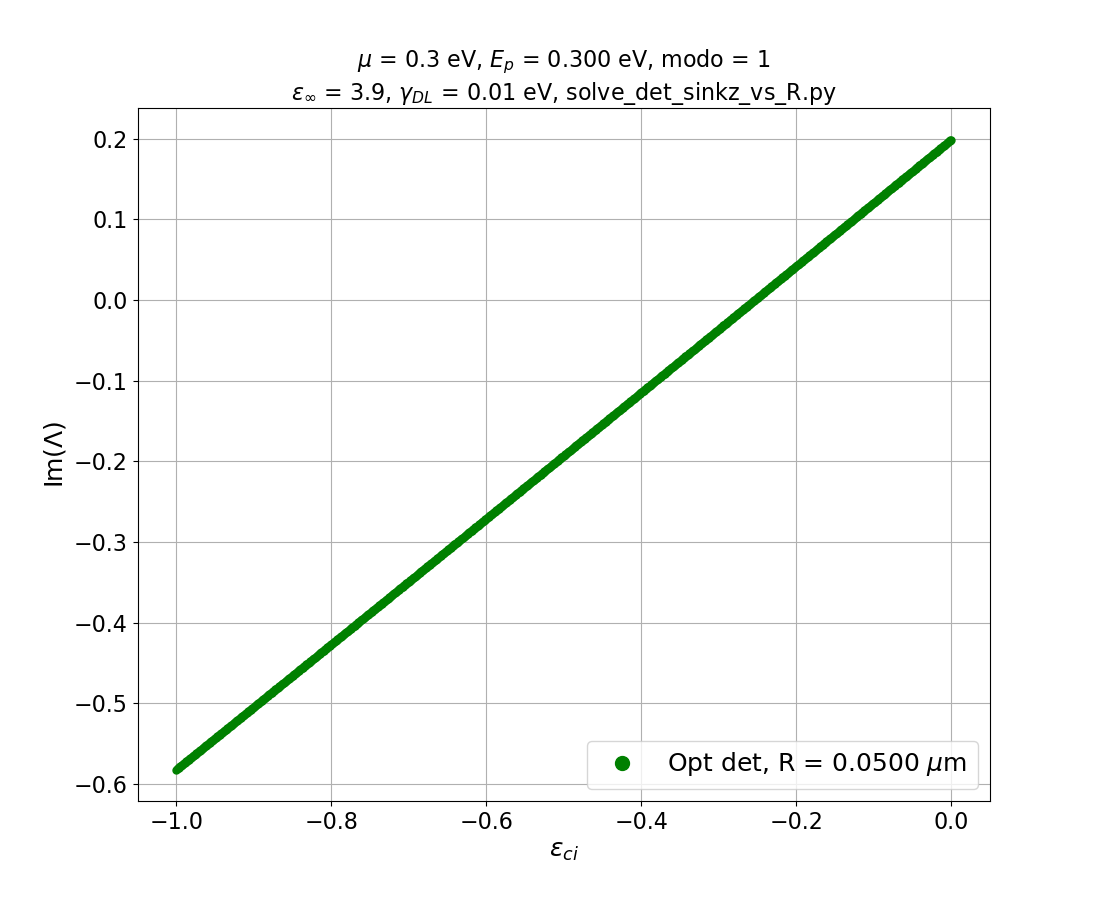 μ = 0.3 eV, E_p = 0.300 eV, modo = 1
ε_∞ = 3.9, γ_DL = 0.01 eV, solve_det_sinkz_vs_R.py
0.2
0.1
0.0
−0.1
−0.2
−0.3
−0.4
−0.5
−0.6
Im(Λ)
Opt det, R = 0.0500 μm
−1.0 −0.8 −0.6 −0.4 −0.2 0.0
ε_ci